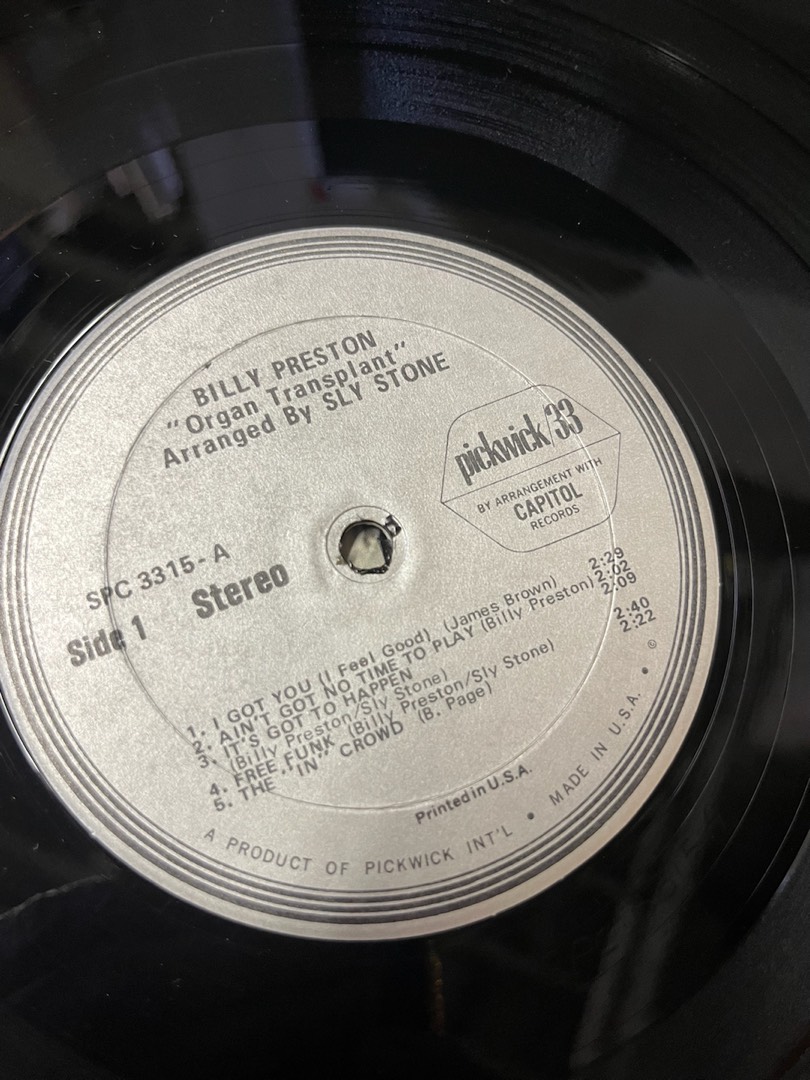 BILLY PRESTON
"Organ Transplant"
Arranged By SLY STONE
pickwick/33
BY ARRANGEMENT WITH
CAPITOL
RECORDS
SPC 3315-A
Side 1 Stereo
1. I GOT YOU (I Feel Good) (James Brown) 2:29
2. AIN'T GOT NO TIME TO PLAY (Billy Preston) 2:02
3. IT'S GOT TO HAPPEN 2:09
(Billy Preston/Sly Stone)
4. FREE FUNK (Billy Preston/Sly Stone) 2:40
5. THE "IN" CROWD (B. Page) 2:22
Printed in U.S.A.
A PRODUCT OF PICKWICK INT'L • MADE IN U.S.A. • ©